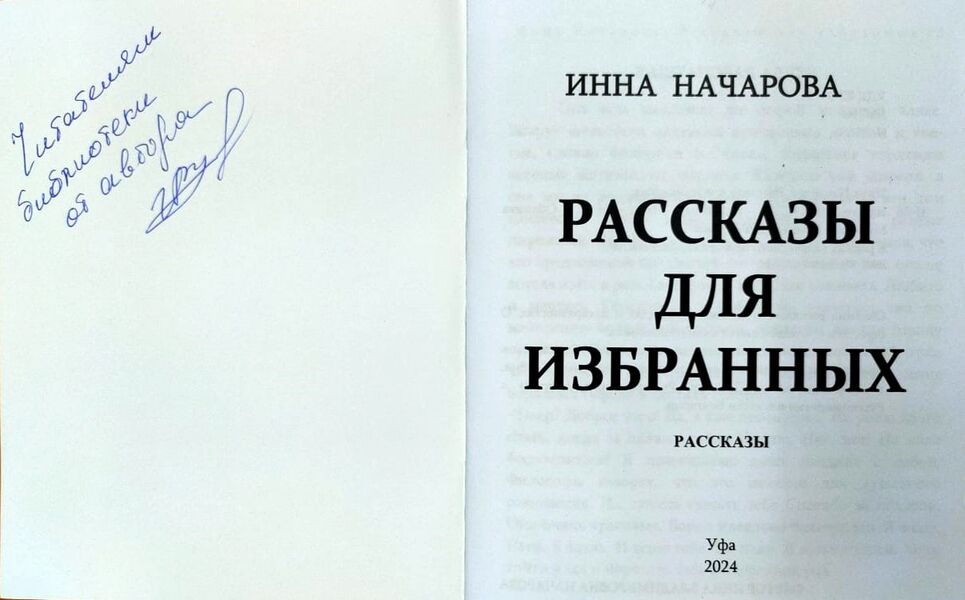 Читателям
библиотеки
от автора
ИННА НАЧАРОВА
РАССКАЗЫ
ДЛЯ
ИЗБРАННЫХ
РАССКАЗЫ
Уфа
2024